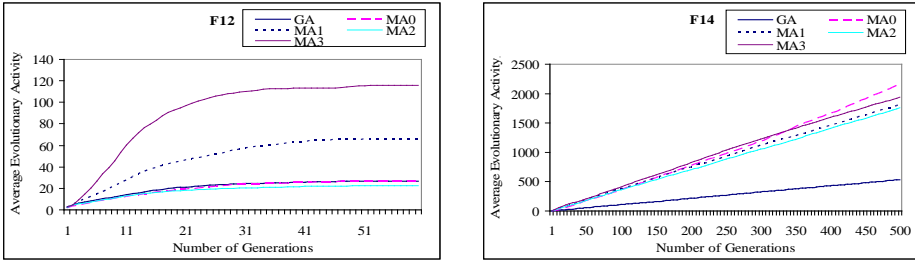 F12
GA
MA0
MA1
MA2
MA3
Average Evolutionary Activity
140
120
100
80
60
40
20
0
1 11 21 31 41 51
Number of Generations
F14
GA
MA0
MA1
MA2
MA3
Average Evolutionary Activity
2500
2000
1500
1000
500
0
1 50 100 150 200 250 300 350 400 450 500
Number of Generations